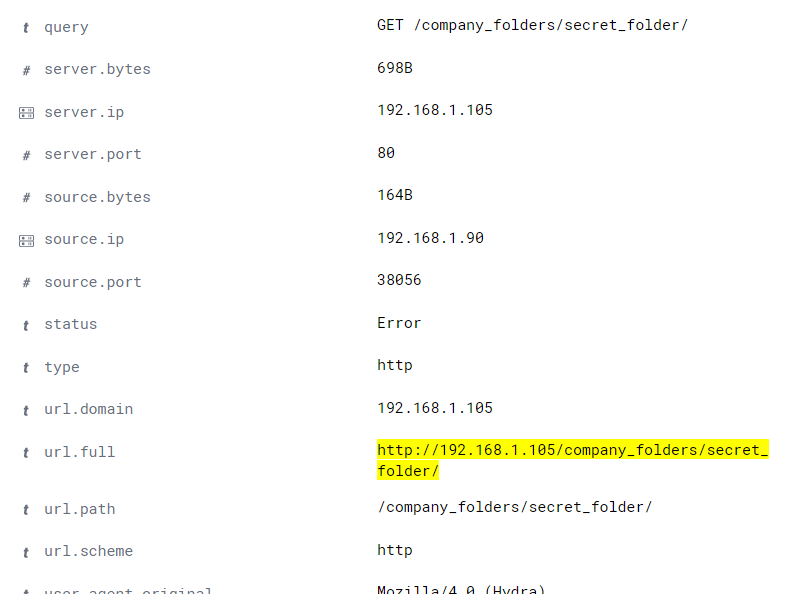 t query GET /company_folders/secret_folder/
# server.bytes 698B
server.ip 192.168.1.105
# server.port 80
# source.bytes 164B
source.ip 192.168.1.90
# source.port 38056
t status Error
t type http
t url.domain 192.168.1.105
t url.full http://192.168.1.105/company_folders/secret_
folder/
t url.path /company_folders/secret_folder/
t url.scheme http
t user_agent.original Mozilla/4.0 (Hydra)